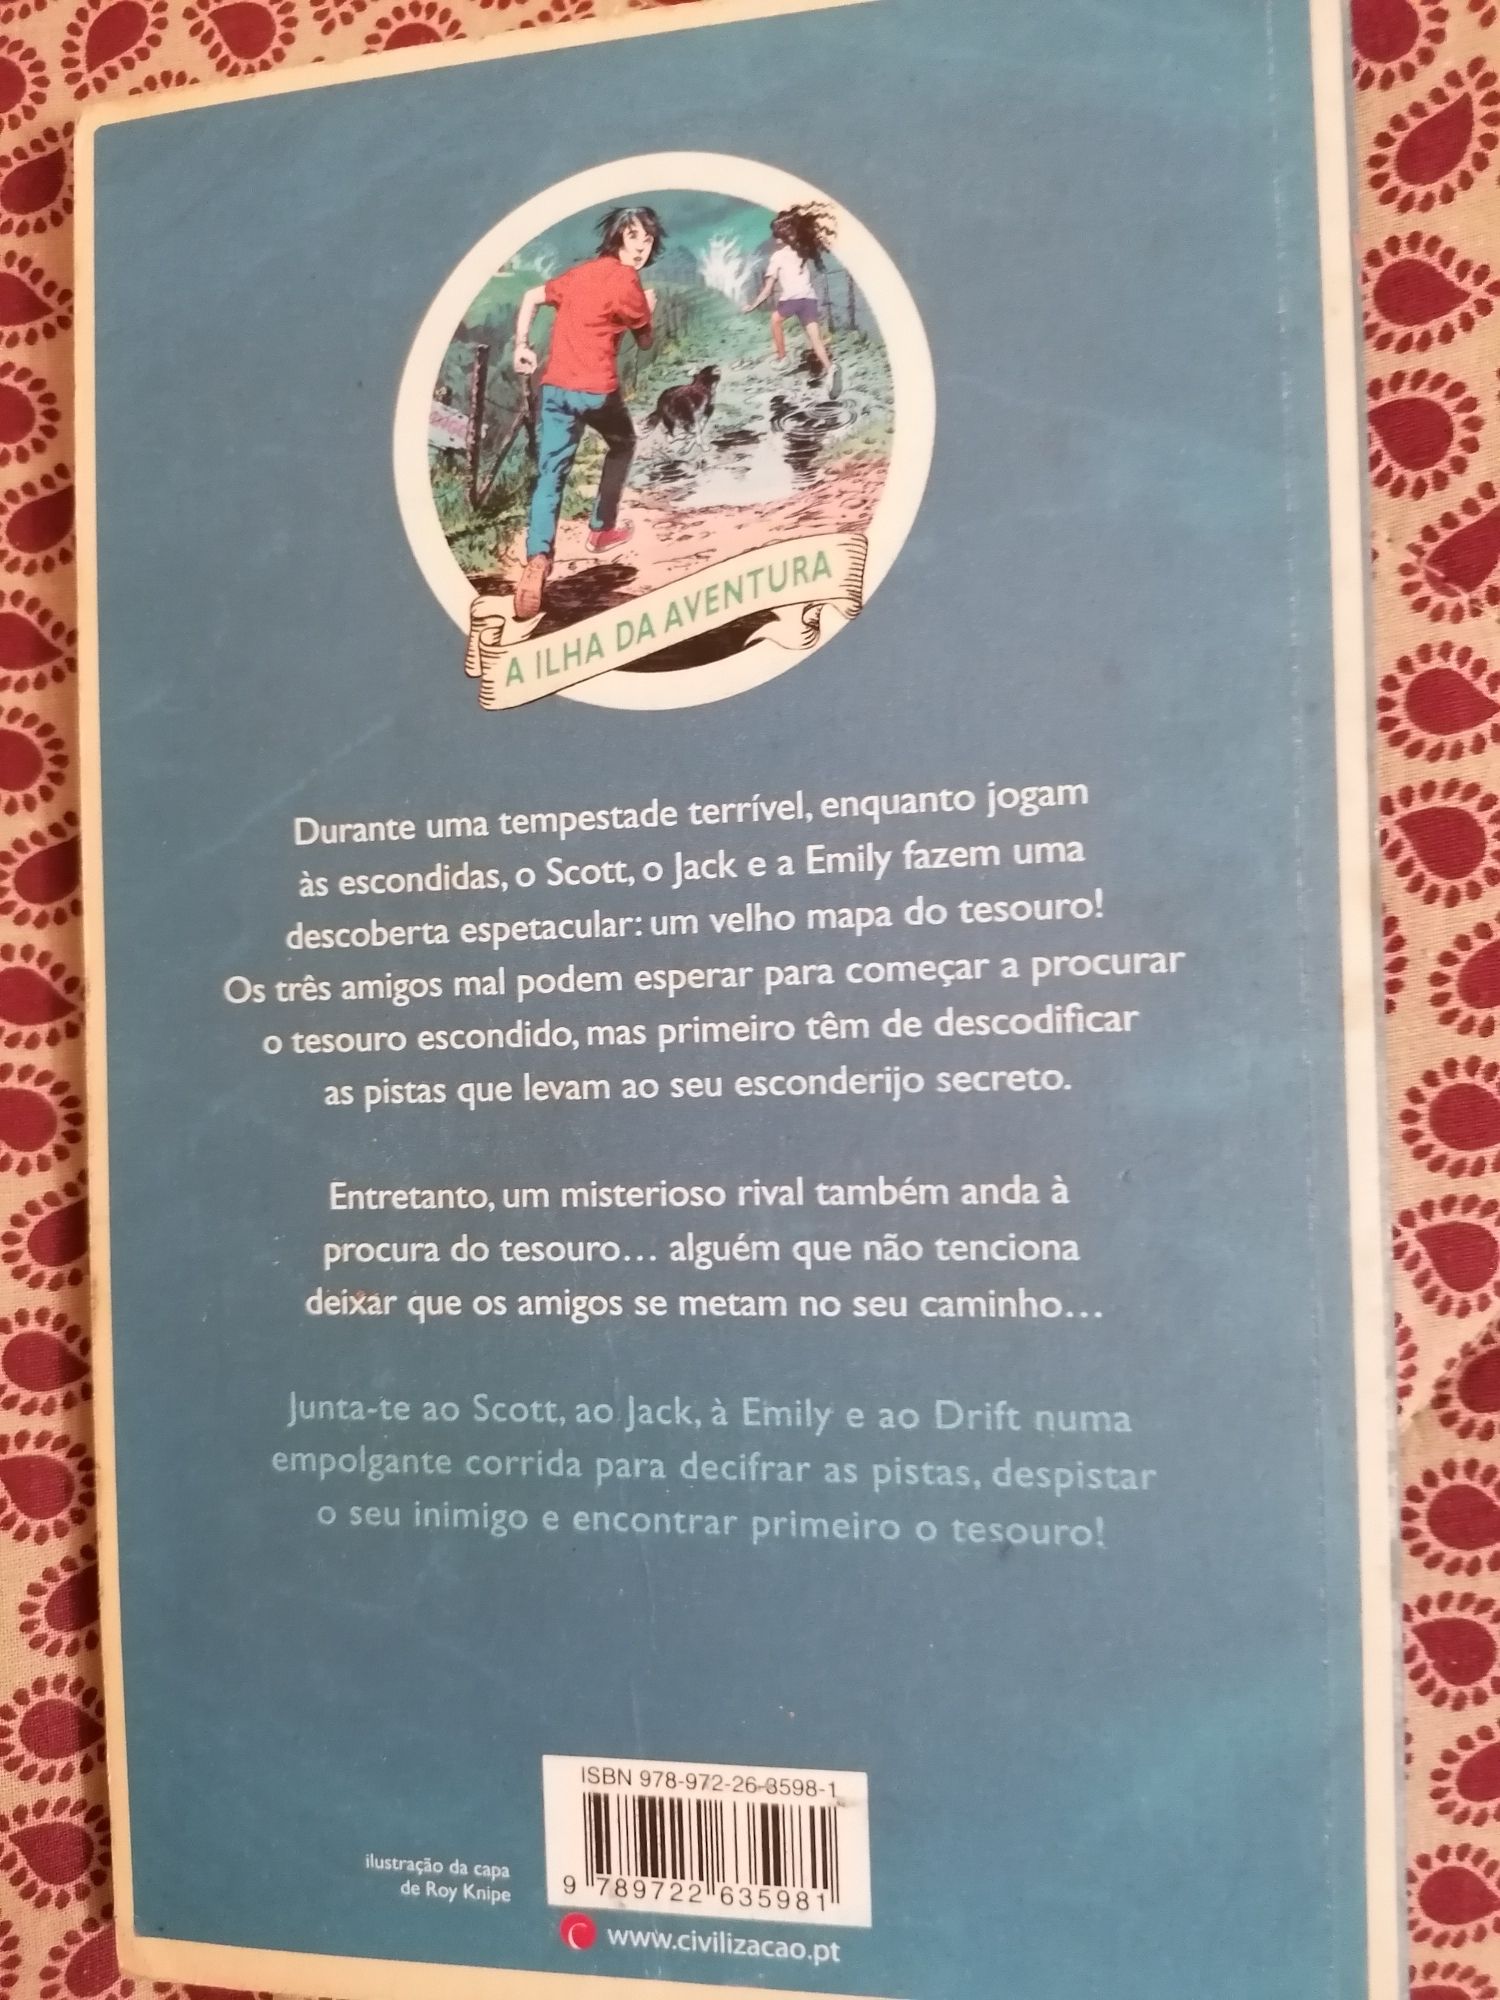 A ILHA DA AVENTURA
Durante uma tempestade terrível, enquanto jogam
às escondidas, o Scott, o Jack e a Emily fazem uma
descoberta espetacular: um velho mapa do tesouro!
Os três amigos mal podem esperar para começar a procurar
o tesouro escondido, mas primeiro têm de descodificar
as pistas que levam ao seu esconderijo secreto.
Entretanto, um misterioso rival também anda à
procura do tesouro... alguém que não tenciona
deixar que os amigos se metam no seu caminho...
Junta-te ao Scott, ao Jack, à Emily e ao Drift numa
empolgante corrida para decifrar as pistas, despistar
o seu inimigo e encontrar primeiro o tesouro!
ISBN 978-972-26-3598-1
9 789722 635981
ilustração da capa
de Roy Knipe
www.civilizacao.pt